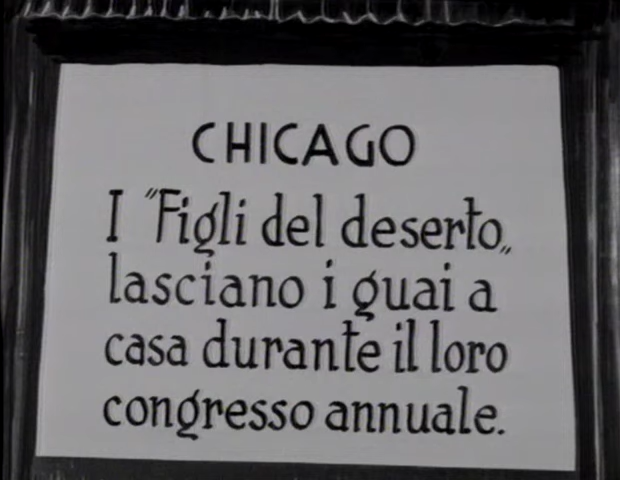 CHICAGO
I "Figli del deserto„
lasciano i guai a
casa durante il loro
congresso annuale.